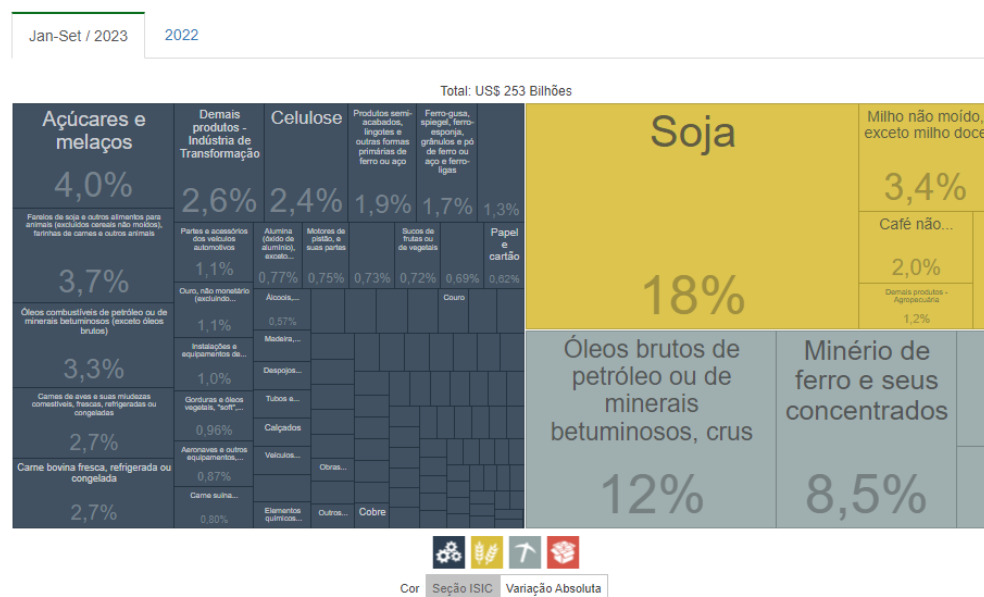 Jan-Set / 2023
2022
Total: US$ 253 Bilhões
Açúcares e
melaços
4,0%
Farelos de soja e outros alimentos para
animais (excluídos cereais não moídos),
farinhas de carnes e outros animais
3,7%
Óleos combustíveis de petróleo ou de
minerais betuminosos (exceto óleos
brutos)
3,3%
Carnes de aves e suas miudezas
comestíveis, frescas, refrigeradas ou
congeladas
2,7%
Carne bovina fresca, refrigerada ou
congelada
2,7%
Demais
produtos -
Indústria de
Transformação
2,6%
Partes e acessórios
dos veículos
automotivos
1,1%
Ouro, não monetário
(excluindo...
1,1%
Instalações e
equipamentos de...
1,0%
Gorduras e óleos
vegetais, "soft",...
0,96%
Aeronaves e outros
equipamentos,...
0,87%
Carne suína...
0,80%
Celulose
2,4%
Produtos semi-
acabados,
lingotes e
outras formas
primárias de
ferro ou aço
1,9%
Ferro-gusa,
spiegel, ferro-
esponja,
grânulos e pó
de ferro ou
aço e ferro-
ligas
1,7%
1,3%
Alumina
(óxido de
alumínio),
exceto...
0,77%
Motores de
pistão, e
suas partes
0,75%
0,73%
Sucos de
frutas ou
de vegetais
0,72%
0,69%
Papel
e
cartão
0,62%
Álcoois,...
0,57%
Madeira,...
Despojos...
Tubos e...
Calçados
Veículos...
Elementos
químicos...
Couro
Obras...
Outros...
Cobre
Soja
18%
Milho não moído,
exceto milho doce
3,4%
Café não...
2,0%
Demais produtos -
Agropecuária
1,2%
Óleos brutos de
petróleo ou de
minerais
betuminosos, crus
12%
Minério de
ferro e seus
concentrados
8,5%
Cor
Seção ISIC
Variação Absoluta